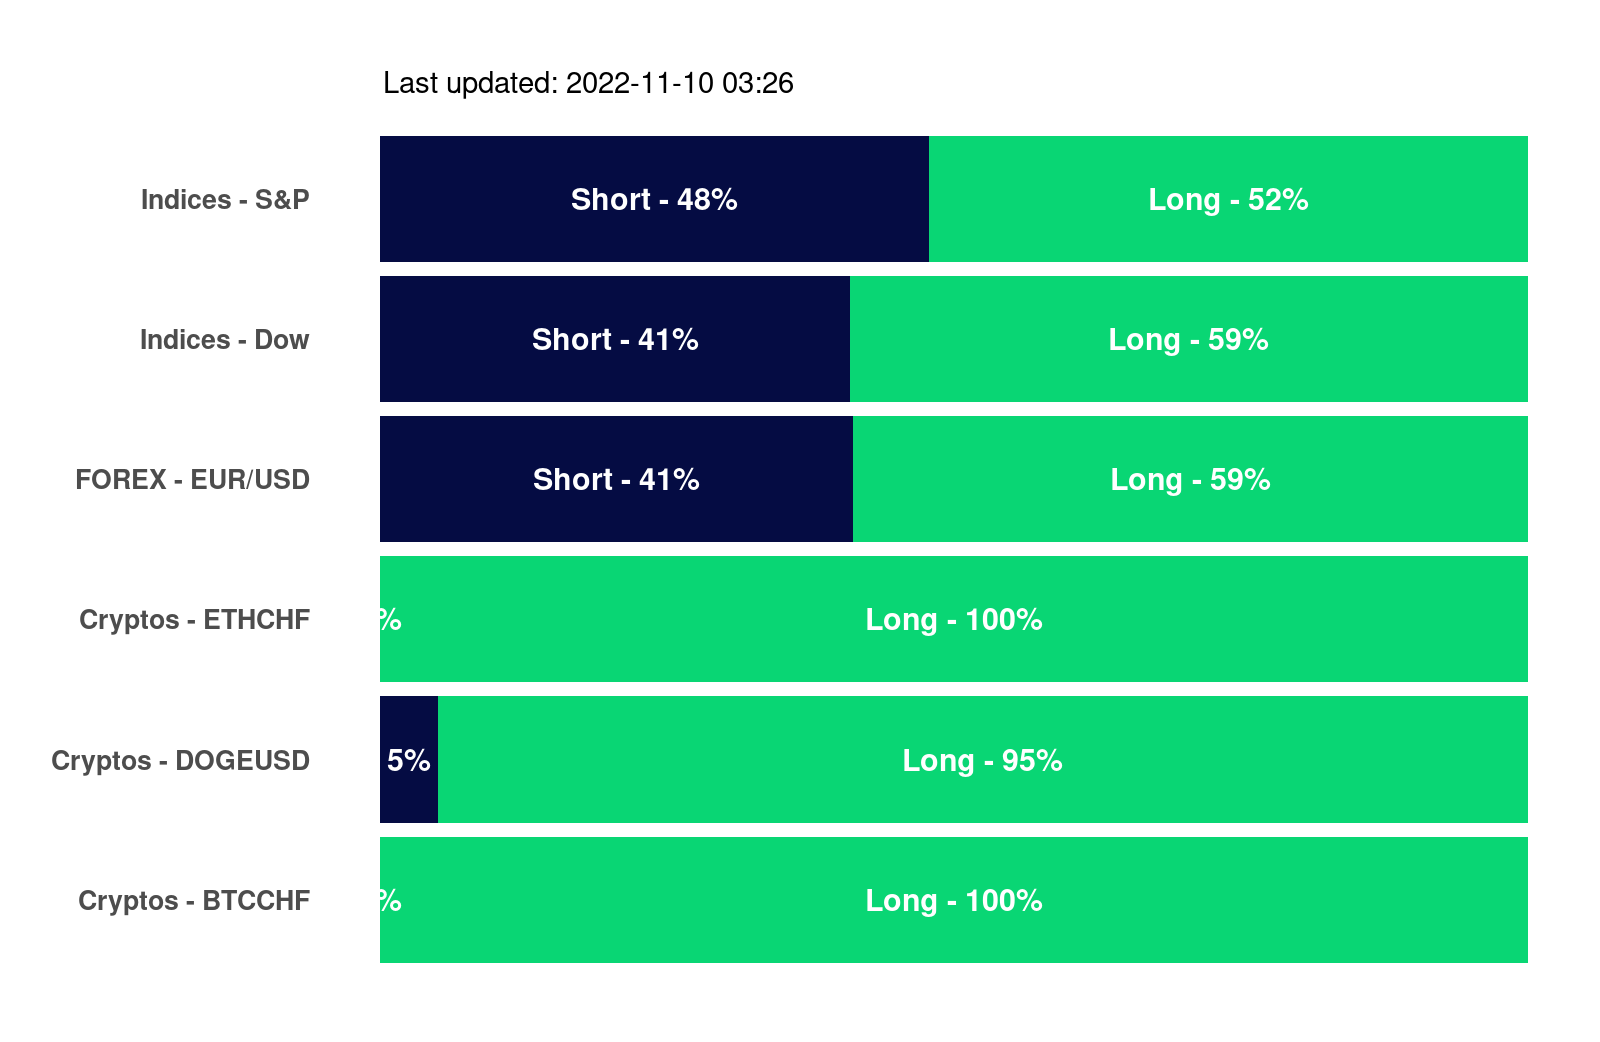 Last updated: 2022-11-10 03:26
Indices - S&P Short - 48% Long - 52%
Indices - Dow Short - 41% Long - 59%
FOREX - EUR/USD Short - 41% Long - 59%
Cryptos - ETHCHF % Long - 100%
Cryptos - DOGEUSD 5% Long - 95%
Cryptos - BTCCHF % Long - 100%